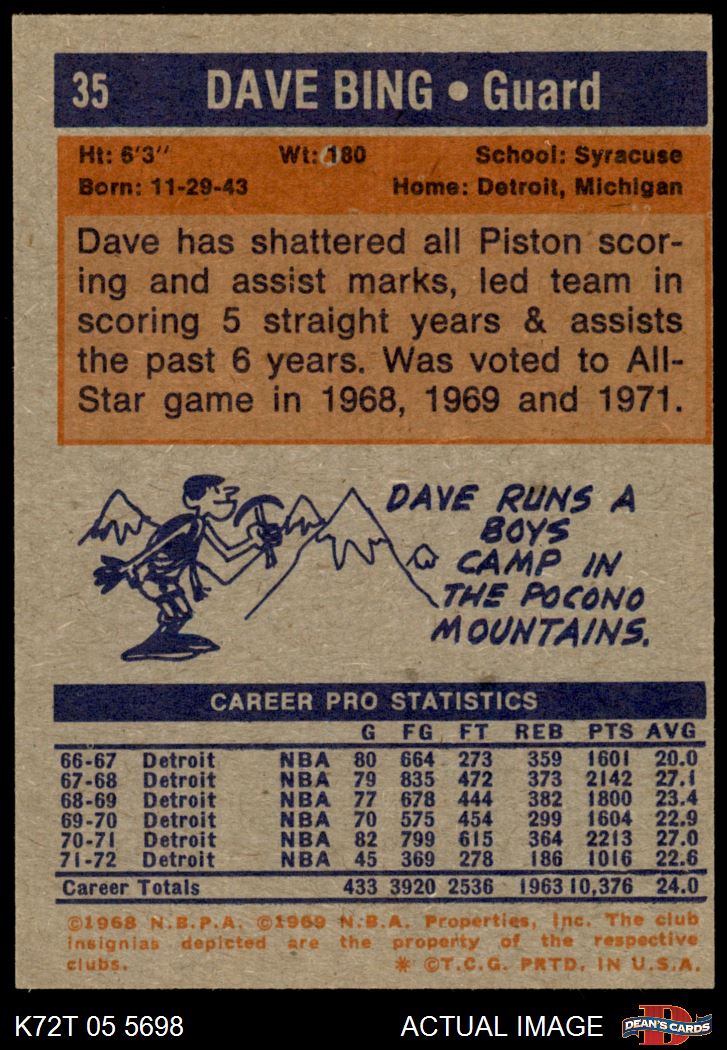 35 DAVE BING • Guard
Ht: 6'3" Wt: 180 School: Syracuse
Born: 11-29-43 Home: Detroit, Michigan
Dave has shattered all Piston scor-
ing and assist marks, led team in
scoring 5 straight years & assists
the past 6 years. Was voted to All-
Star game in 1968, 1969 and 1971.
DAVE RUNS A
BOYS
CAMP IN
THE POCONO
MOUNTAINS.
CAREER PRO STATISTICS
G FG FT REB PTS AVG
66-67 Detroit NBA 80 664 273 359 1601 20.0
67-68 Detroit NBA 79 835 472 373 2142 27.1
68-69 Detroit NBA 77 678 444 382 1800 23.4
69-70 Detroit NBA 70 575 454 299 1604 22.9
70-71 Detroit NBA 82 799 615 364 2213 27.0
71-72 Detroit NBA 45 369 278 186 1016 22.6
Career Totals 433 3920 2536 1963 10,376 24.0
©1968 N.B.P.A. ©1969 N.B.A. Properties, Inc. The club
insignias depicted are the property of the respective
clubs. * ©T.C.G. PRTD. IN U.S.A.
K72T 05 5698 ACTUAL IMAGE D DEAN'S CARDS